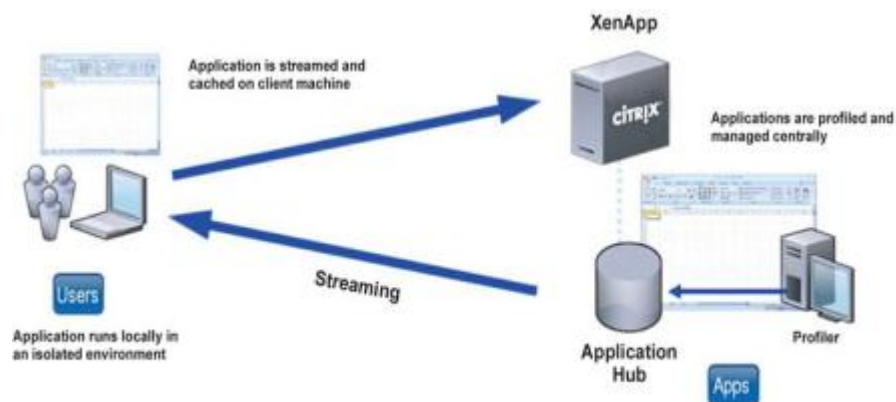 XenApp
Application is streamed and
cached on client machine
CITRIX
Applications are profiled and
managed centrally
Streaming
Users
Application runs locally in
an isolated environment
Profiler
Application
Hub
Apps